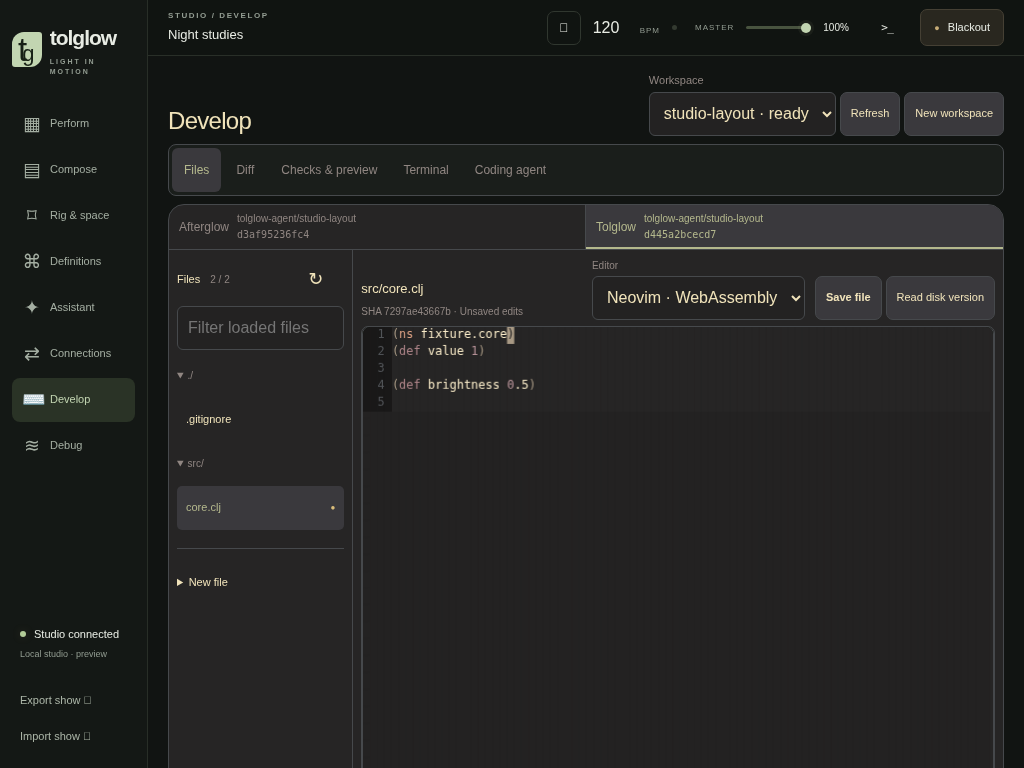 tg tolglow
LIGHT IN
MOTION
Perform
Compose
Rig & space
Definitions
Assistant
Connections
Develop
Debug
Studio connected
Local studio · preview
Export show
Import show
STUDIO / DEVELOP
Night studies
120 BPM
MASTER 100%
>_
Blackout
Develop
Workspace
studio-layout · ready
Refresh
New workspace
Files
Diff
Checks & preview
Terminal
Coding agent
Afterglow
tolglow-agent/studio-layout
d3af95236fc4
Tolglow
tolglow-agent/studio-layout
d445a2bcecd7
Files 2 / 2
Filter loaded files
./
.gitignore
src/
core.clj
New file
src/core.clj
SHA 7297ae43667b · Unsaved edits
Editor
Neovim · WebAssembly
Save file
Read disk version
1 (ns fixture.core)
2 (def value 1)
3
4 (def brightness 0.5)
5